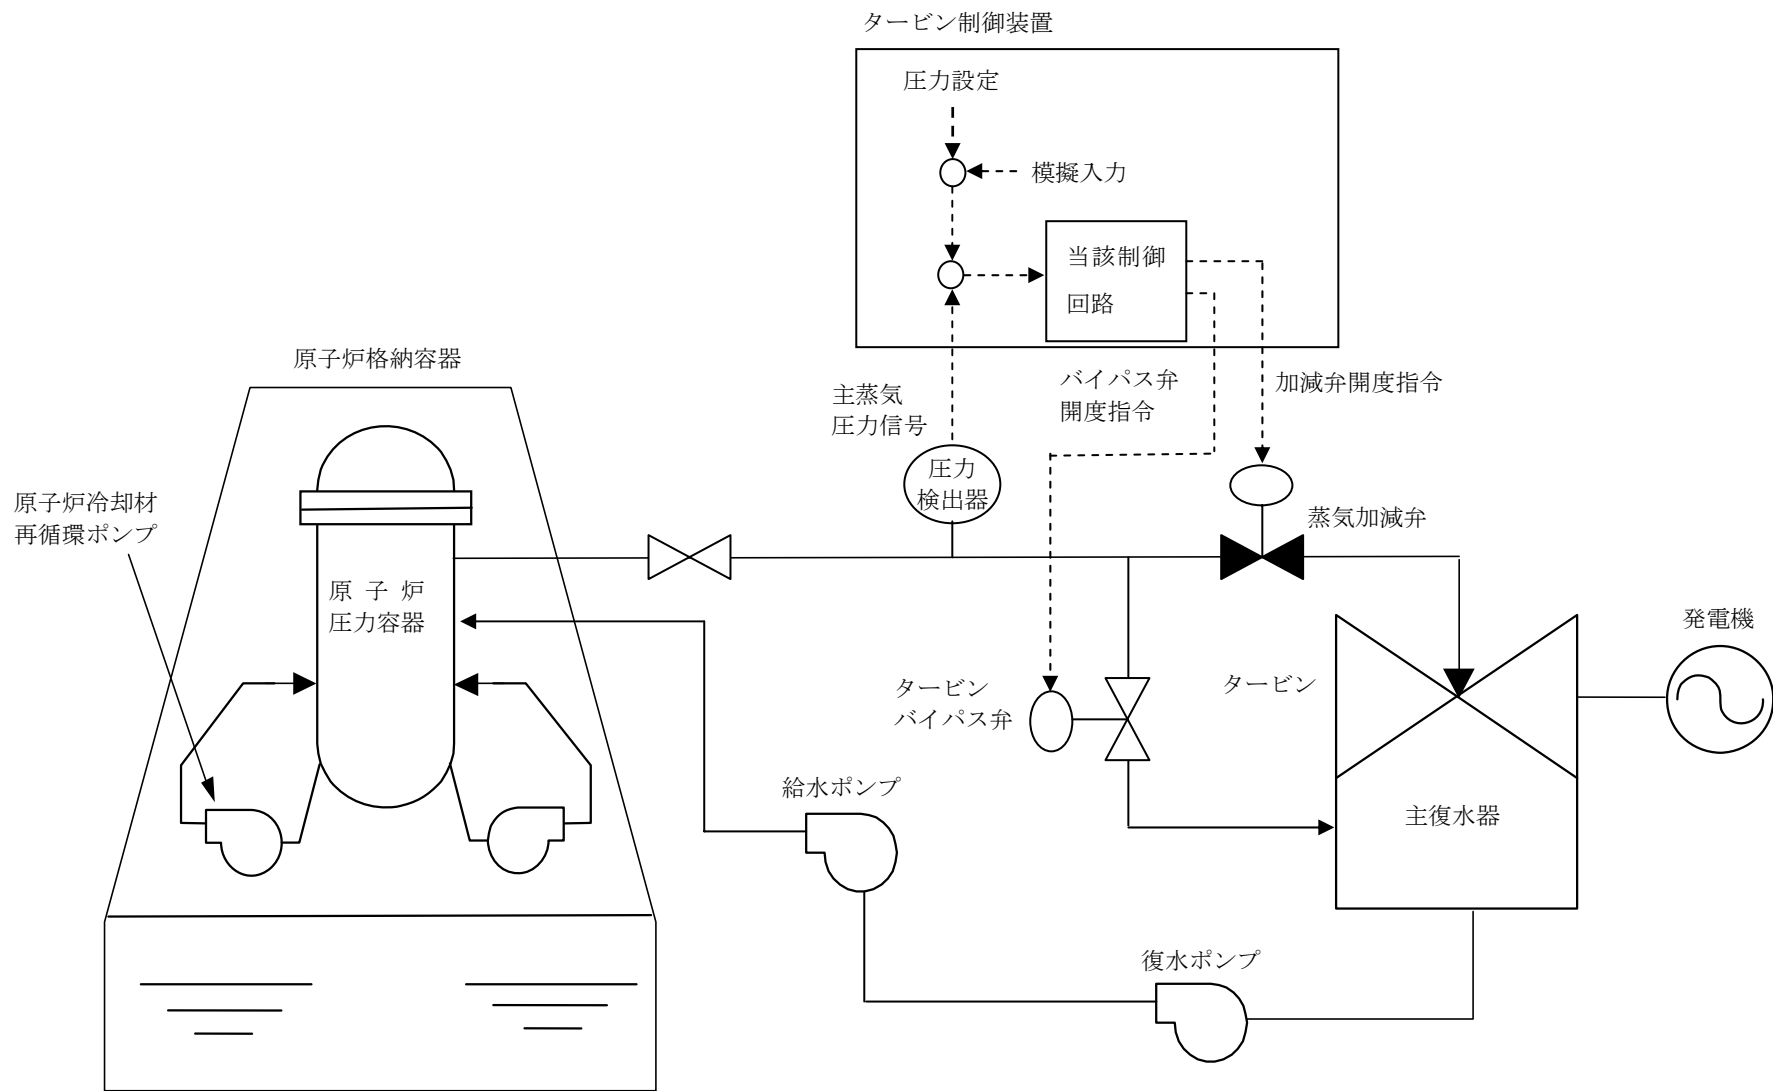 タービン制御装置
圧力設定
模擬入力
当該制御
回路
原子炉格納容器
主蒸気
圧力信号
バイパス弁
開度指令
加減弁開度指令
圧力
検出器
原子炉冷却材
再循環ポンプ
蒸気加減弁
原子炉
圧力容器
発電機
タービン
バイパス弁
タービン
給水ポンプ
主復水器
復水ポンプ